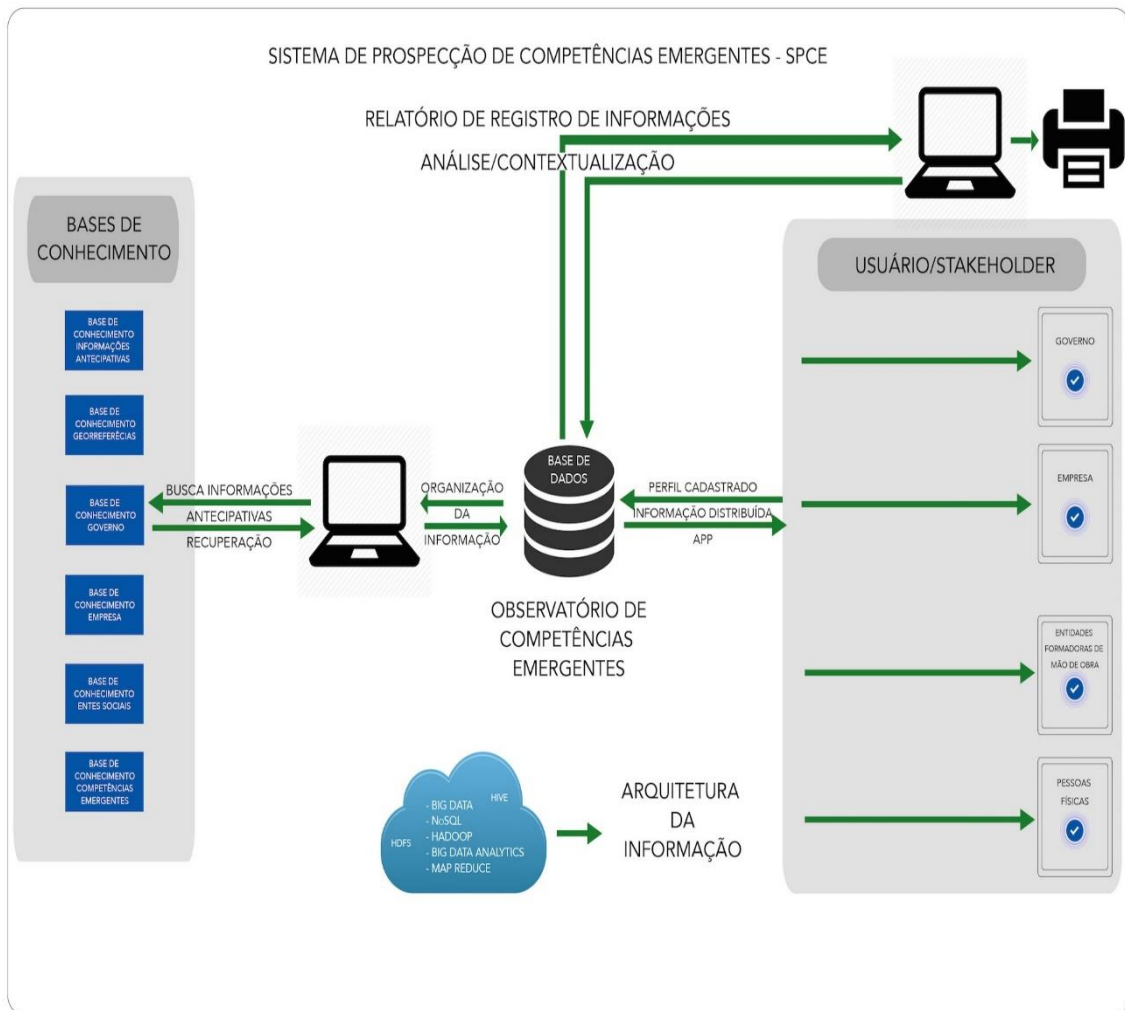 SISTEMA DE PROSPECÇÃO DE COMPETÊNCIAS EMERGENTES - SPCE
RELATÓRIO DE REGISTRO DE INFORMAÇÕES
ANÁLISE/CONTEXTUALIZAÇÃO
BASES DE
CONHECIMENTO
BASE DE
CONHECIMENTO
INFORMAÇÕES
ANTECIPATIVAS
BASE DE
CONHECIMENTO
GEORREFERÊCIAS
BASE DE
CONHECIMENTO
GOVERNO
BASE DE
CONHECIMENTO
EMPRESA
BASE DE
CONHECIMENTO
ENTES SOCIAIS
BASE DE
CONHECIMENTO
COMPETÊNCIAS
EMERGENTES
BUSCA INFORMAÇÕES
ANTECIPATIVAS
RECUPERAÇÃO
ORGANIZAÇÃO
DA
INFORMAÇÃO
BASE DE
DADOS
OBSERVATÓRIO DE
COMPETÊNCIAS
EMERGENTES
PERFIL CADASTRADO
INFORMAÇÃO DISTRIBUÍDA
APP
USUÁRIO/STAKEHOLDER
GOVERNO
EMPRESA
ENTIDADES
FORMADORAS DE
MÃO DE OBRA
PESSOAS
FÍSICAS
HDFS
HIVE
- BIG DATA
- NoSQL
- HADOOP
- BIG DATA ANALYTICS
- MAP REDUCE
ARQUITETURA
DA
INFORMAÇÃO